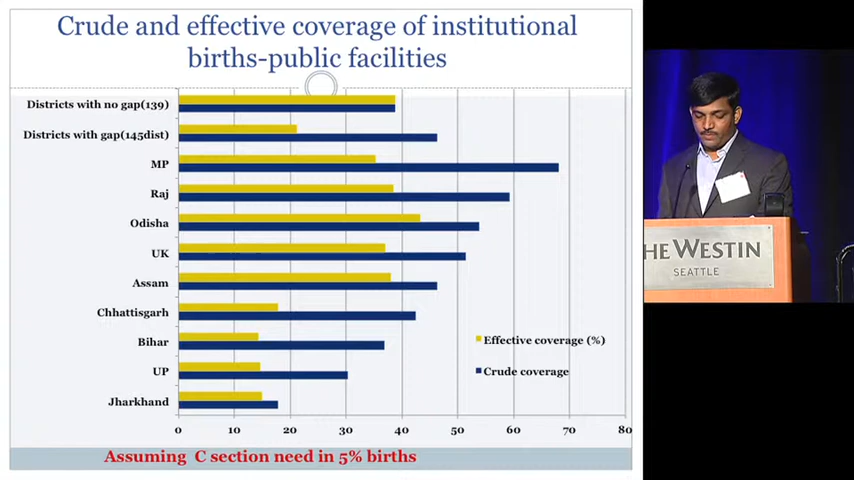 Crude and effective coverage of institutional
births-public facilities
Districts with no gap(139)
Districts with gap(145dist)
MP
Raj
Odisha
UK
Assam
Chhattisgarh
Bihar
UP
Jharkhand
Effective coverage (%)
Crude coverage
0 10 20 30 40 50 60 70 80
Assuming C section need in 5% births
HE WESTIN
SEATTLE